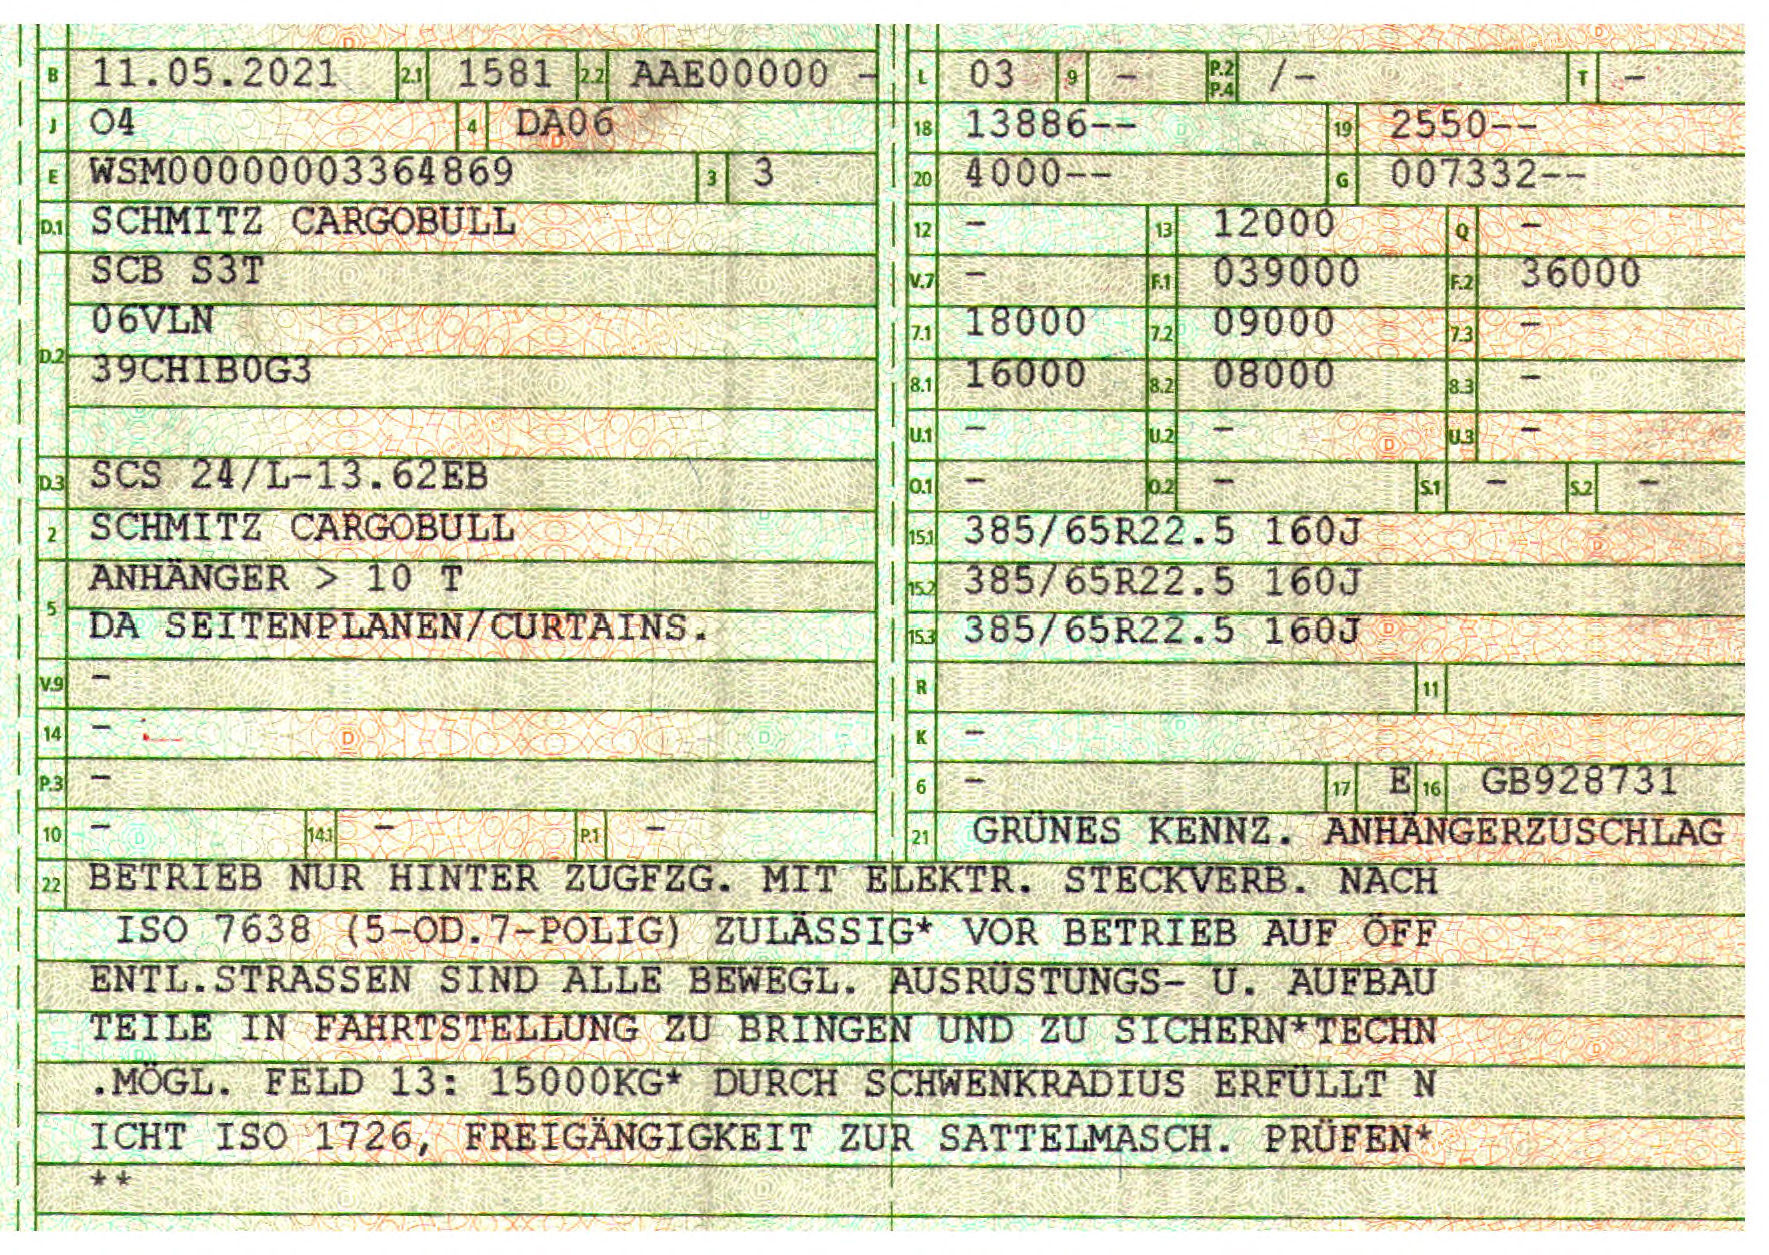 B 11.05.2021 2.1 1581 2.2 AAE00000 -
J O4 4 DA06
E WSM00000003364869 3 3
D.1 SCHMITZ CARGOBULL
SCB S3T
06VLN
D.2 39CH1B0G3
D.3 SCS 24/L-13.62EB
2 SCHMITZ CARGOBULL
ANHÄNGER > 10 T
5 DA SEITENPLANEN/CURTAINS.
V.9 -
14 -
P.3 -
10 - 14.1 - P.1 -
L 03 9 - P.2 P.4 /- T -
18 13886-- 19 2550--
20 4000-- G 007332--
12 - 13 12000 Q -
V.7 - F.1 039000 F.2 36000
7.1 18000 7.2 09000 7.3 -
8.1 16000 8.2 08000 8.3 -
U.1 - U.2 - U.3 -
O.1 - O.2 - S.1 - S.2 -
15.1 385/65R22.5 160J
15.2 385/65R22.5 160J
15.3 385/65R22.5 160J
R 11
K -
6 - 17 E 16 GB928731
21 GRÜNES KENNZ. ANHÄNGERZUSCHLAG
22 BETRIEB NUR HINTER ZUGFZG. MIT ELEKTR. STECKVERB. NACH
ISO 7638 (5-OD.7-POLIG) ZULÄSSIG* VOR BETRIEB AUF ÖFF
ENTL.STRASSEN SIND ALLE BEWEGL. AUSRÜSTUNGS- U. AUFBAU
TEILE IN FAHRTSTELLUNG ZU BRINGEN UND ZU SICHERN*TECHN
.MÖGL. FELD 13: 15000KG* DURCH SCHWENKRADIUS ERFÜLLT N
ICHT ISO 1726, FREIGÄNGIGKEIT ZUR SATTELMASCH. PRÜFEN*
**